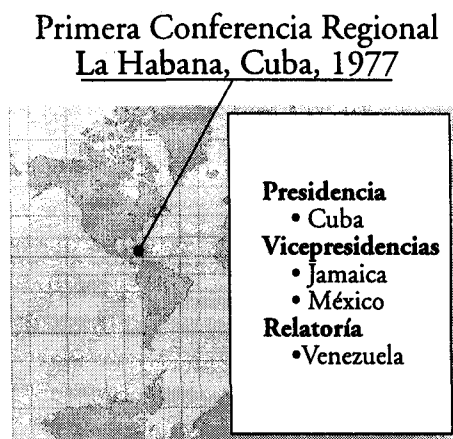 Primera Conferencia Regional
La Habana, Cuba, 1977
Presidencia
• Cuba
Vicepresidencias
• Jamaica
• México
Relatoría
•Venezuela